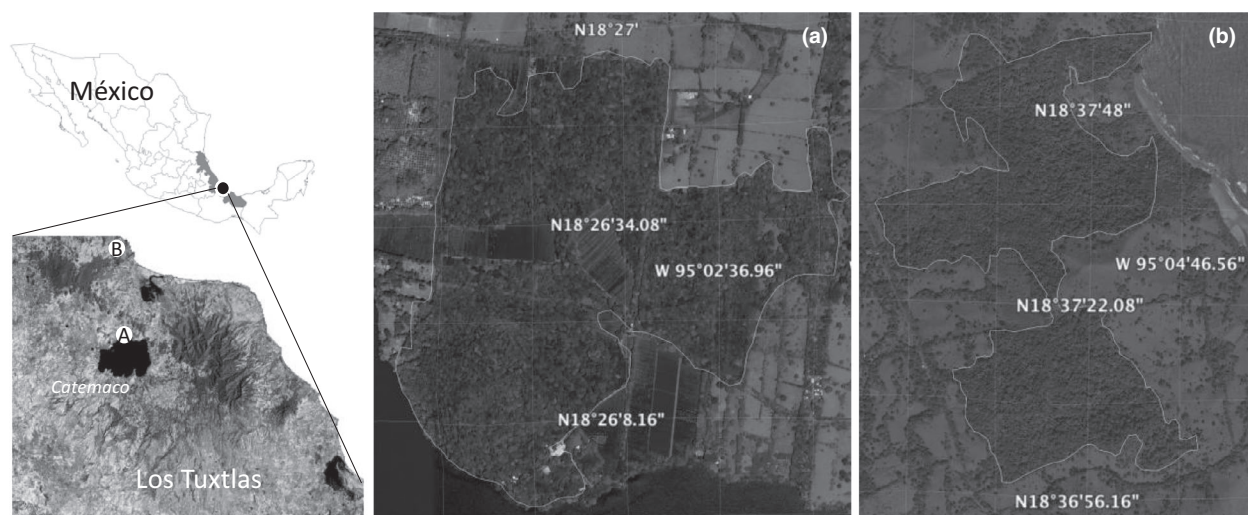 México
B
A
Catemaco
Los Tuxtlas
(a)
N18°27'
N18°26'34.08"
W 95°02'36.96"
N18°26'8.16"
(b)
N18°37'48"
W 95°04'46.56"
N18°37'22.08"
N18°36'56.16"